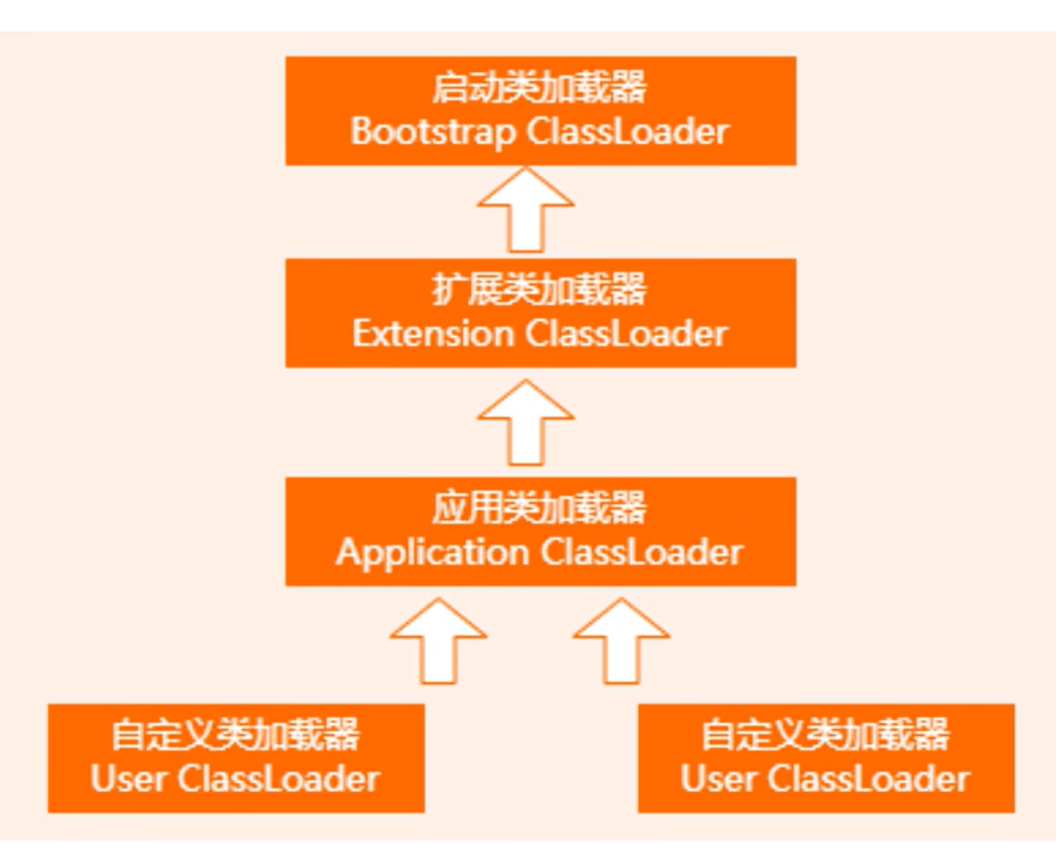 启动类加载器
Bootstrap ClassLoader
扩展类加载器
Extension ClassLoader
应用类加载器
Application ClassLoader
自定义类加载器
User ClassLoader
自定义类加载器
User ClassLoader